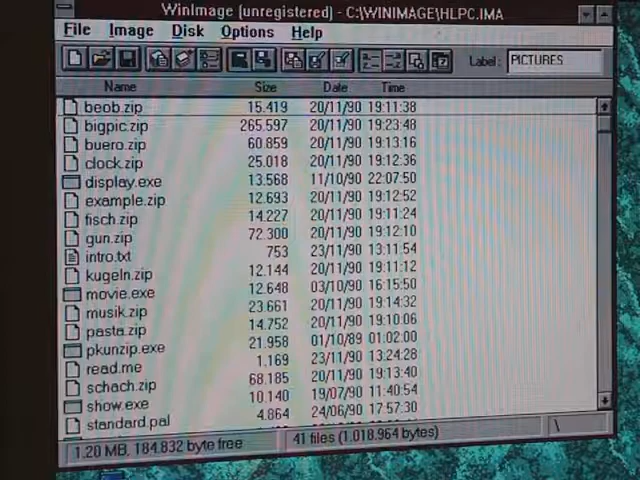 WinImage (unregistered) - C:\WINIMAGE\HLPC.IMA
File Image Disk Options Help
Label: PICTURES
Name Size Date Time
beob.zip 15.419 20/11/90 19:11:38
bigpic.zip 265.597 20/11/90 19:23:48
buero.zip 60.859 20/11/90 19:13:16
clock.zip 25.018 20/11/90 19:12:36
display.exe 13.568 11/10/90 22:07:50
example.zip 12.693 20/11/90 19:12:52
fisch.zip 14.227 20/11/90 19:11:24
gun.zip 72.300 20/11/90 19:12:10
intro.txt 753 23/11/90 13:11:54
kugeln.zip 12.144 20/11/90 19:11:12
movie.exe 12.648 03/10/90 16:15:50
musik.zip 23.661 20/11/90 19:14:32
pasta.zip 14.752 20/11/90 19:10:06
pkunzip.exe 21.958 01/10/89 01:02:00
read.me 1.169 23/11/90 13:24:28
schach.zip 68.185 20/11/90 19:13:40
show.exe 10.140 19/07/90 11:40:54
standard.pal 4.864 24/06/90 17:57:30
1.20 MB, 184.832 byte free 41 files (1.018.964 bytes) \